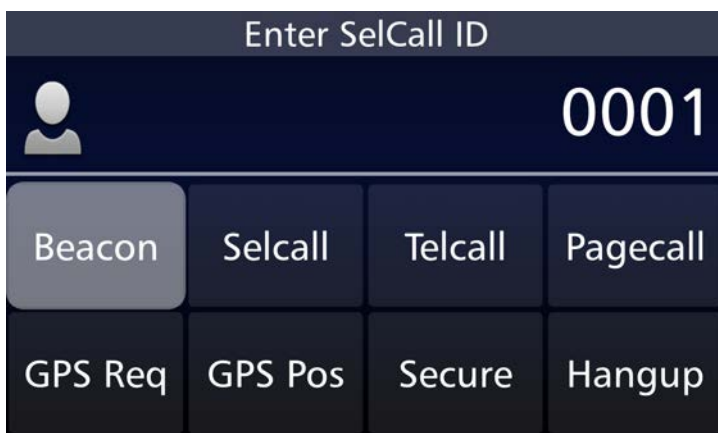 Enter SelCall ID
0001
Beacon Selcall Telcall Pagecall
GPS Req GPS Pos Secure Hangup